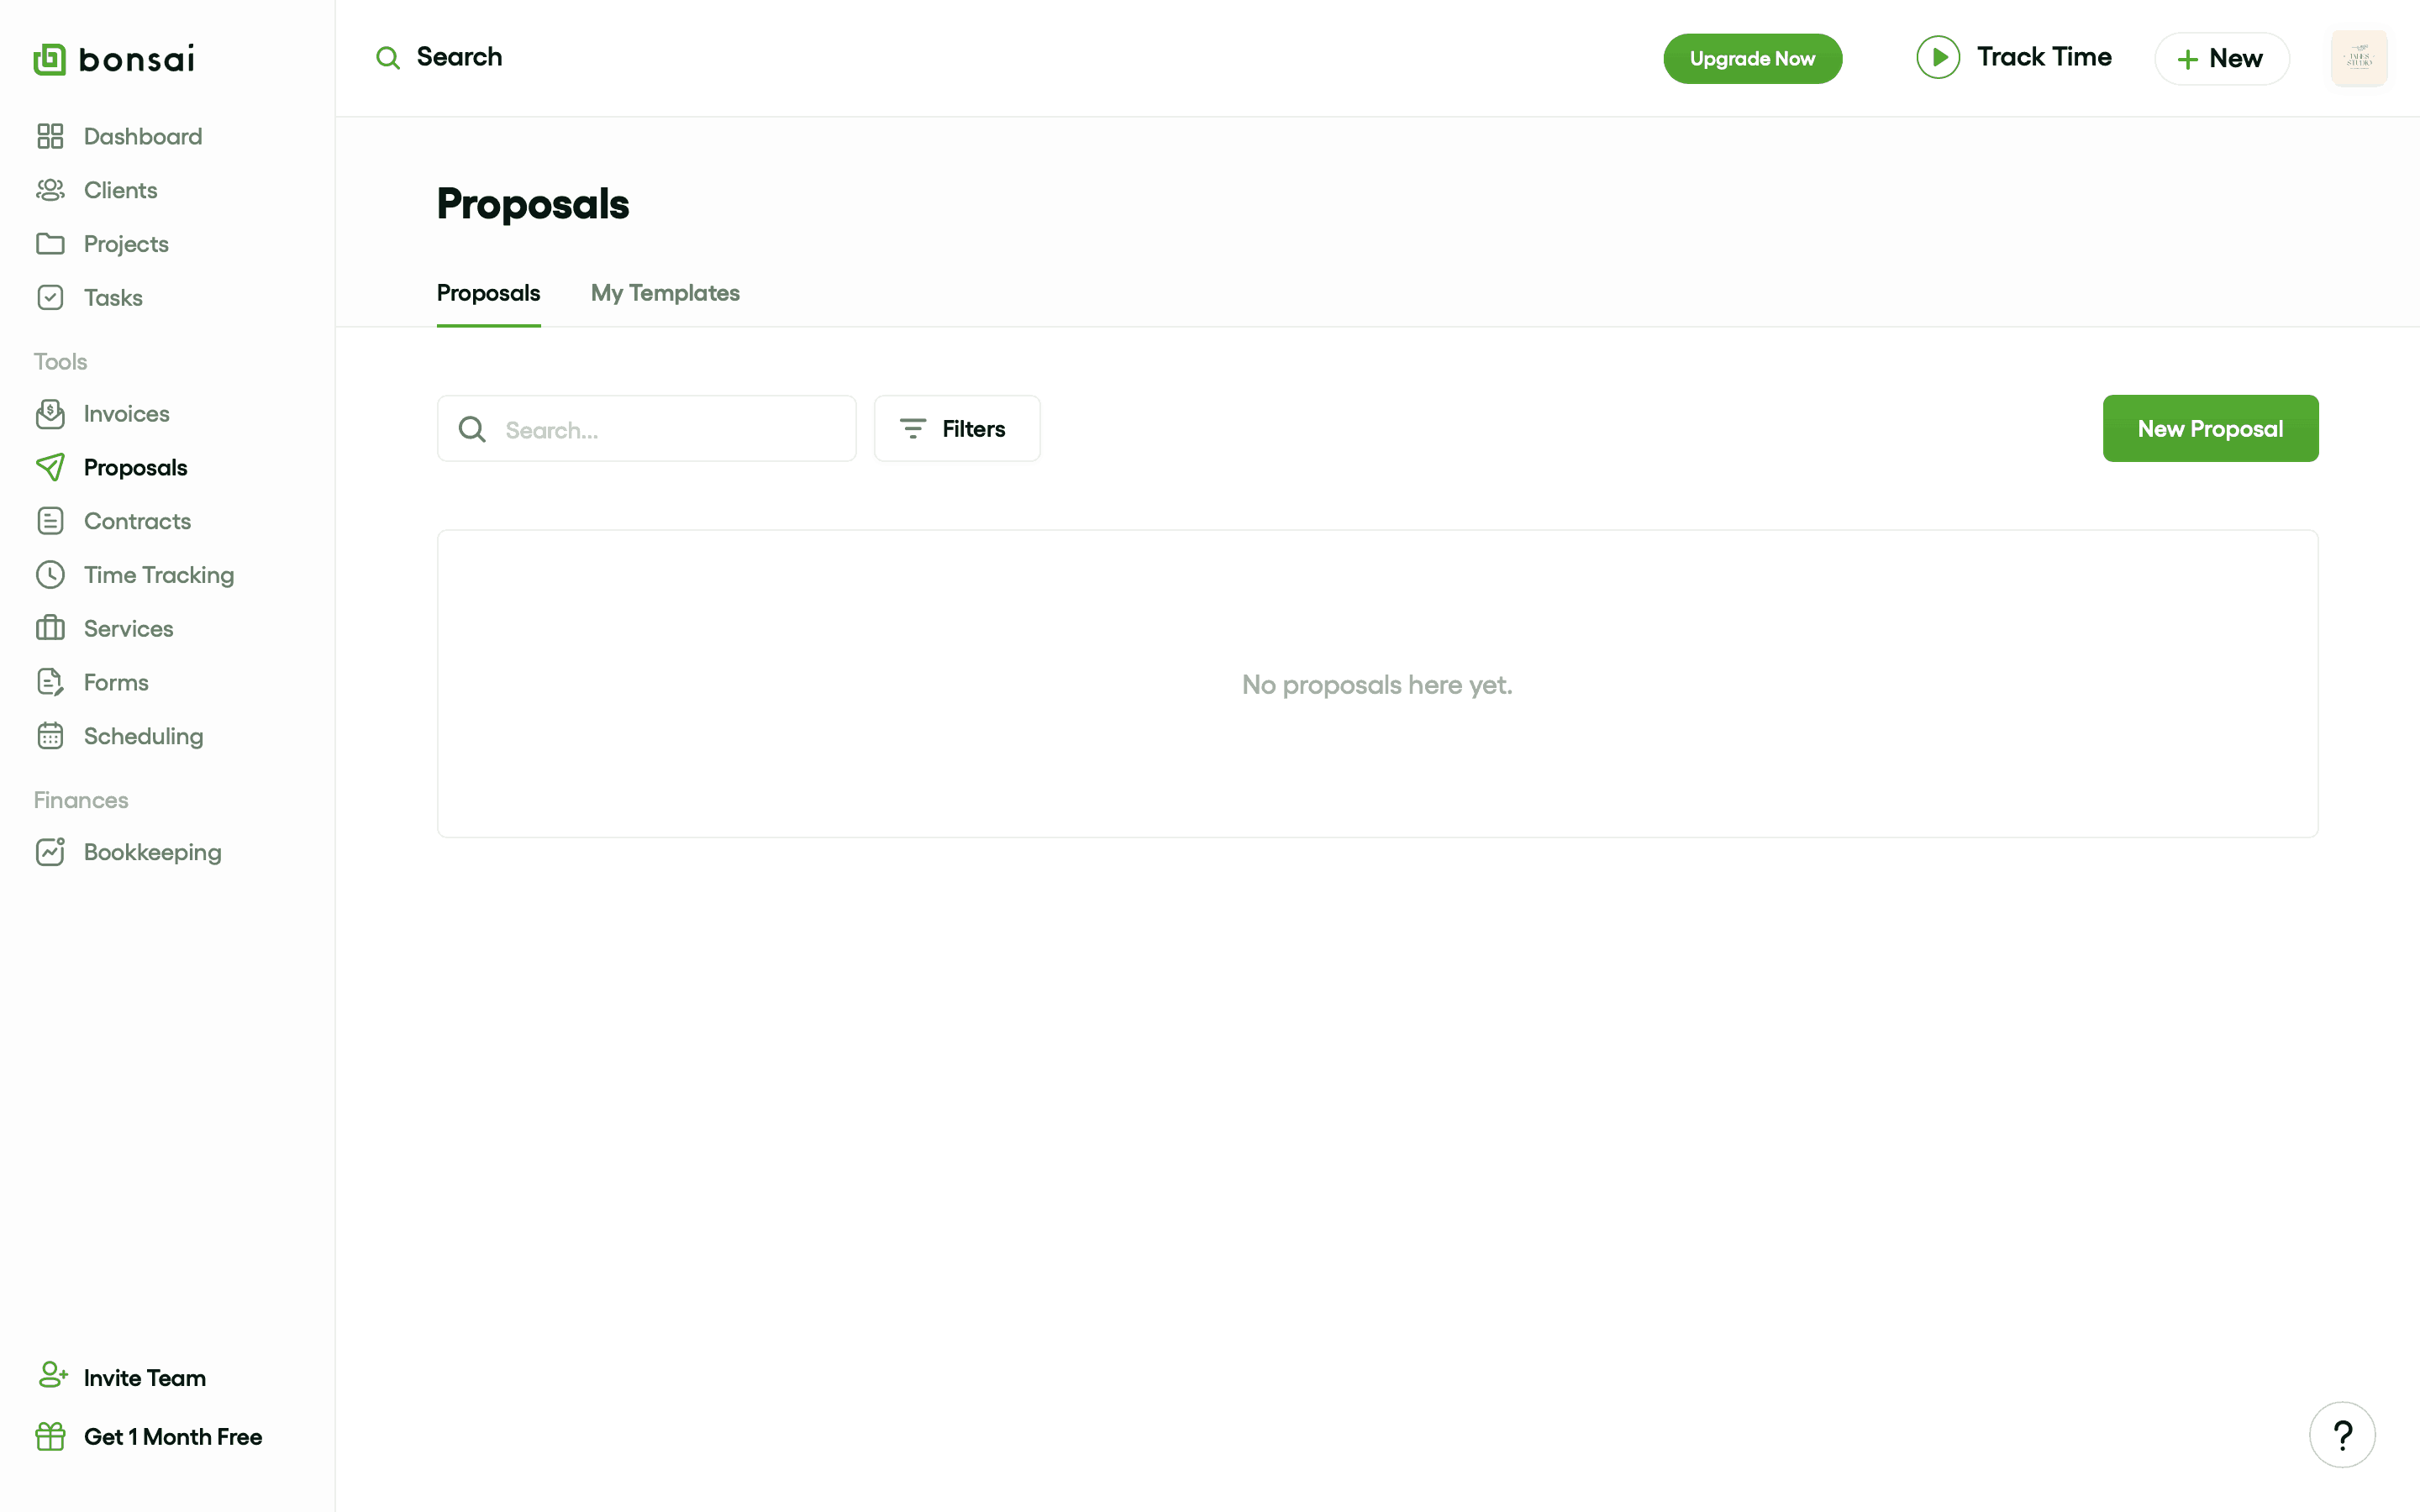 bonsai
Search
Upgrade Now
Track Time
New
Dashboard
Clients
Projects
Tasks
Tools
Invoices
Proposals
Contracts
Time Tracking
Services
Forms
Scheduling
Finances
Bookkeeping
Invite Team
Get 1 Month Free
Proposals
Proposals
My Templates
Search...
Filters
New Proposal
No proposals here yet.
?